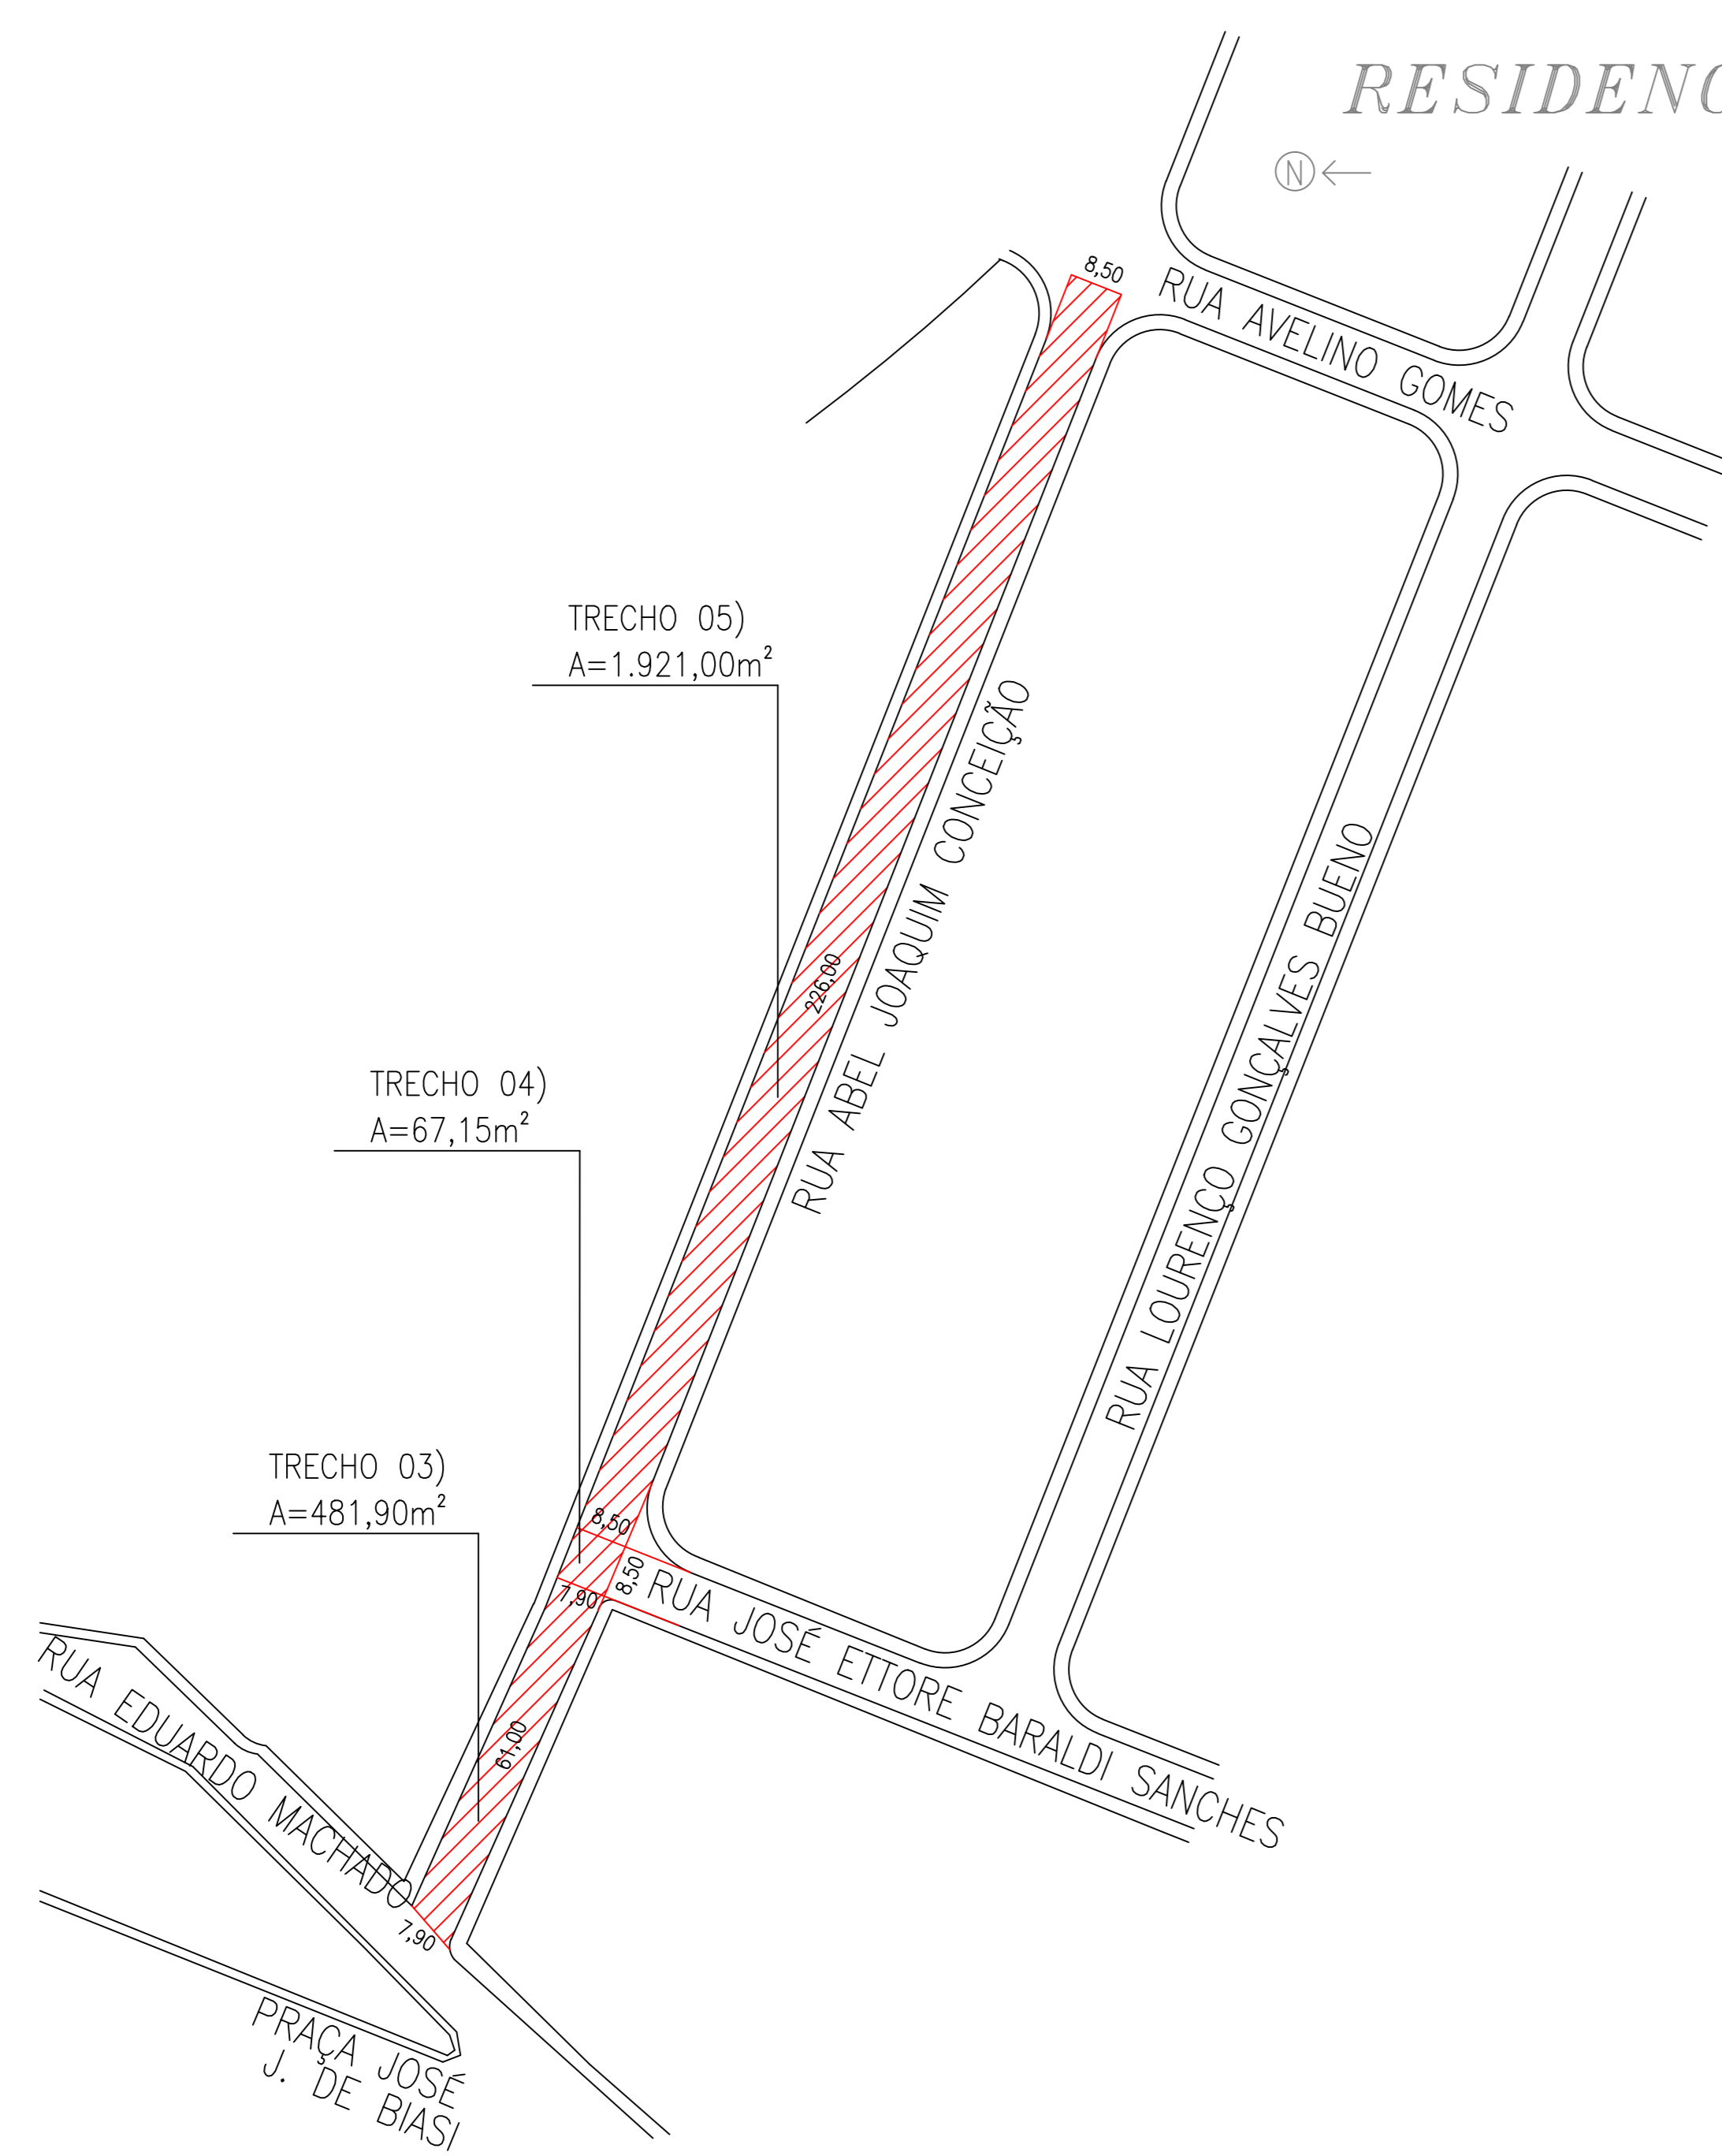 RESIDENC
N
8,50
RUA AVELINO GOMES
TRECHO 05)
A=1.921,00m²
RUA ABEL JOAQUIM CONCEIÇÃO
226,00
RUA LOURENÇO GONÇALVES BUENO
TRECHO 04)
A=67,15m²
TRECHO 03)
A=481,90m²
8,50
8,50
7,90
RUA JOSÉ ETTORE BARALDI SANCHES
61,00
RUA EDUARDO MACHADO
7,90
PRAÇA JOSÉ
J. DE BIASI